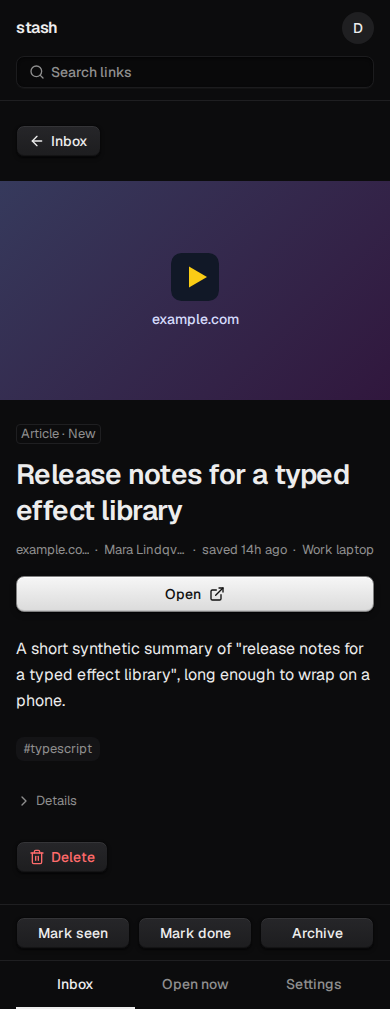 stash
D
Search links
Inbox
example.com
Article · New
Release notes for a typed
effect library
example.co… · Mara Lindqv… · saved 14h ago · Work laptop
Open
A short synthetic summary of "release notes for
a typed effect library", long enough to wrap on a
phone.
#typescript
Details
Delete
Mark seen Mark done Archive
Inbox Open now Settings